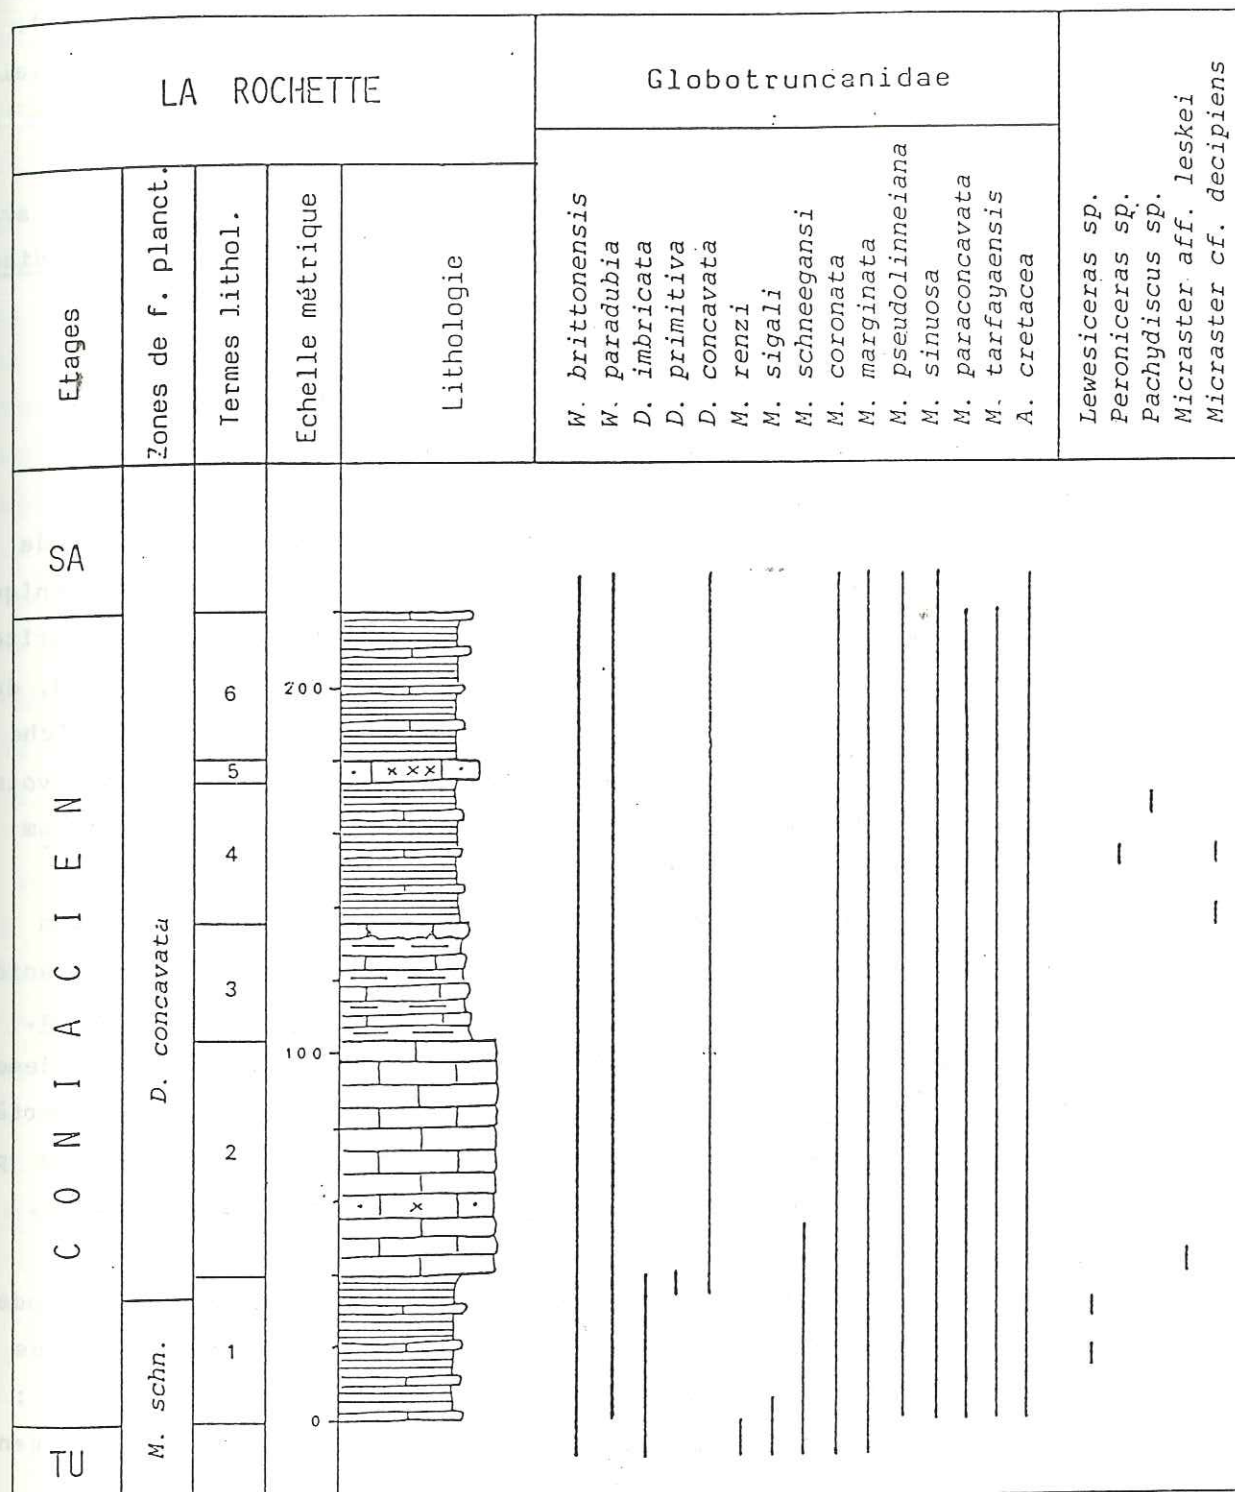 LA ROCHETTE
Globotruncanidae
Etages
Zones de f. planct.
Termes lithol.
Echelle métrique
Lithologie
W. brittonensis
W. paradubia
D. imbricata
D. primitiva
D. concavata
M. renzi
M. sigali
M. schneegansi
M. coronata
M. marginata
M. pseudolinneiana
M. sinuosa
M. paraconcavata
M. tarfayaensis
A. cretacea
Lewesiceras sp.
Peroniceras sp.
Pachydiscus sp.
Micraster aff. leskei
Micraster cf. decipiens
SA
CONIACIEN
TU
D. concavata
M. schn.
6
5
4
3
2
1
200
100
0